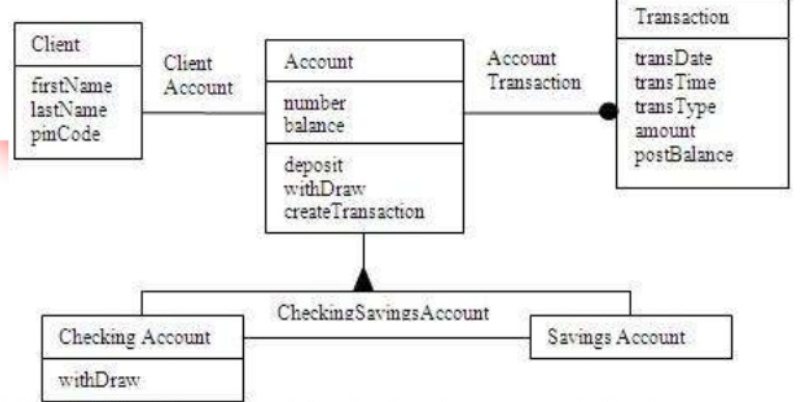 Client
firstName
lastName
pinCode
Client
Account
Account
number
balance
deposit
withDraw
createTransaction
Account
Transaction
Transaction
transDate
transTime
transType
amount
postBalance
CheckingSavingsAccount
Checking Account
withDraw
Savings Account